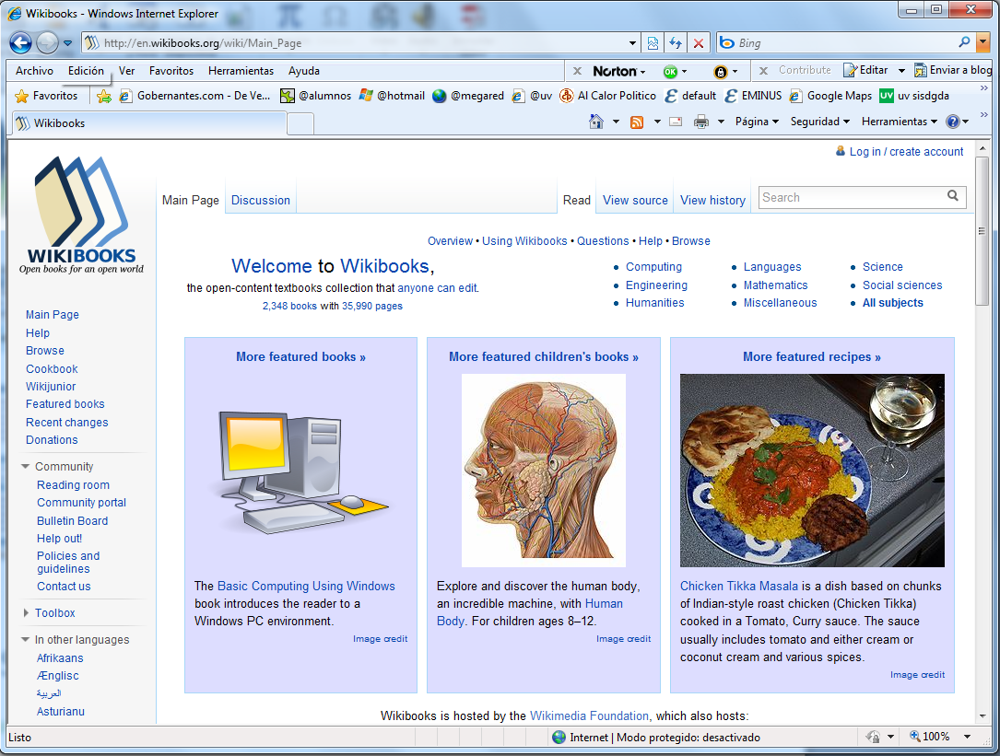 Wikibooks - Windows Internet Explorer
http://en.wikibooks.org/wiki/Main_Page
Bing
Archivo Edición Ver Favoritos Herramientas Ayuda
Norton OK Contribute Editar Enviar a blog
Favoritos Gobernantes.com - De Ve... @alumnos @hotmail @megared @uv Al Calor Politico default EMINUS Google Maps UV uv sisdgda
Wikibooks
Página Seguridad Herramientas
Log in / create account
WIKIBOOKS
Open books for an open world
Main Page Discussion Read View source View history Search
Overview • Using Wikibooks • Questions • Help • Browse
Welcome to Wikibooks,
the open-content textbooks collection that anyone can edit.
2,348 books with 35,990 pages
• Computing
• Engineering
• Humanities
• Languages
• Mathematics
• Miscellaneous
• Science
• Social sciences
• All subjects
Main Page
Help
Browse
Cookbook
Wikijunior
Featured books
Recent changes
Donations
Community
Reading room
Community portal
Bulletin Board
Help out!
Policies and
guidelines
Contact us
Toolbox
In other languages
Afrikaans
Ænglisc
العربية
Asturianu
More featured books »
The Basic Computing Using Windows
book introduces the reader to a
Windows PC environment.
Image credit
More featured children's books »
Explore and discover the human body,
an incredible machine, with Human
Body. For children ages 8–12.
Image credit
More featured recipes »
Chicken Tikka Masala is a dish based on chunks
of Indian-style roast chicken (Chicken Tikka)
cooked in a Tomato, Curry sauce. The sauce
usually includes tomato and either cream or
coconut cream and various spices.
Image credit
Wikibooks is hosted by the Wikimedia Foundation, which also hosts:
Listo
Internet | Modo protegido: desactivado
100%